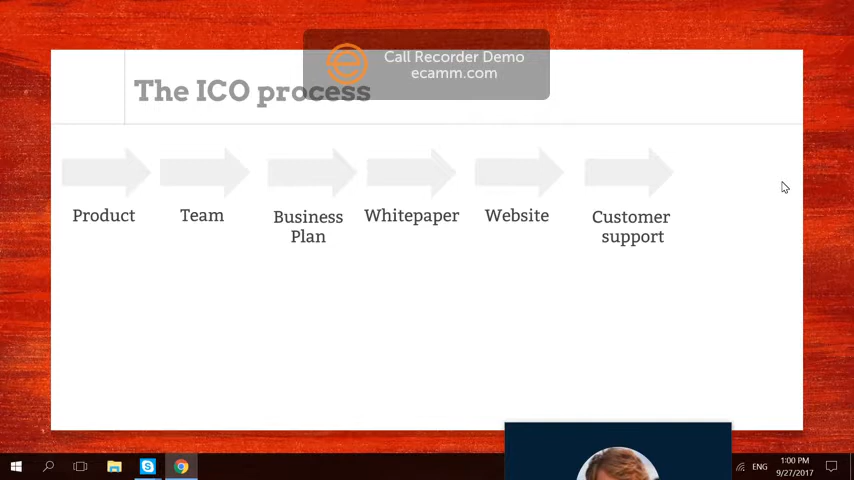 Call Recorder Demo
ecamm.com
The ICO process
Product
Team
Business
Plan
Whitepaper
Website
Customer
support
ENG
1:00 PM
9/27/2017